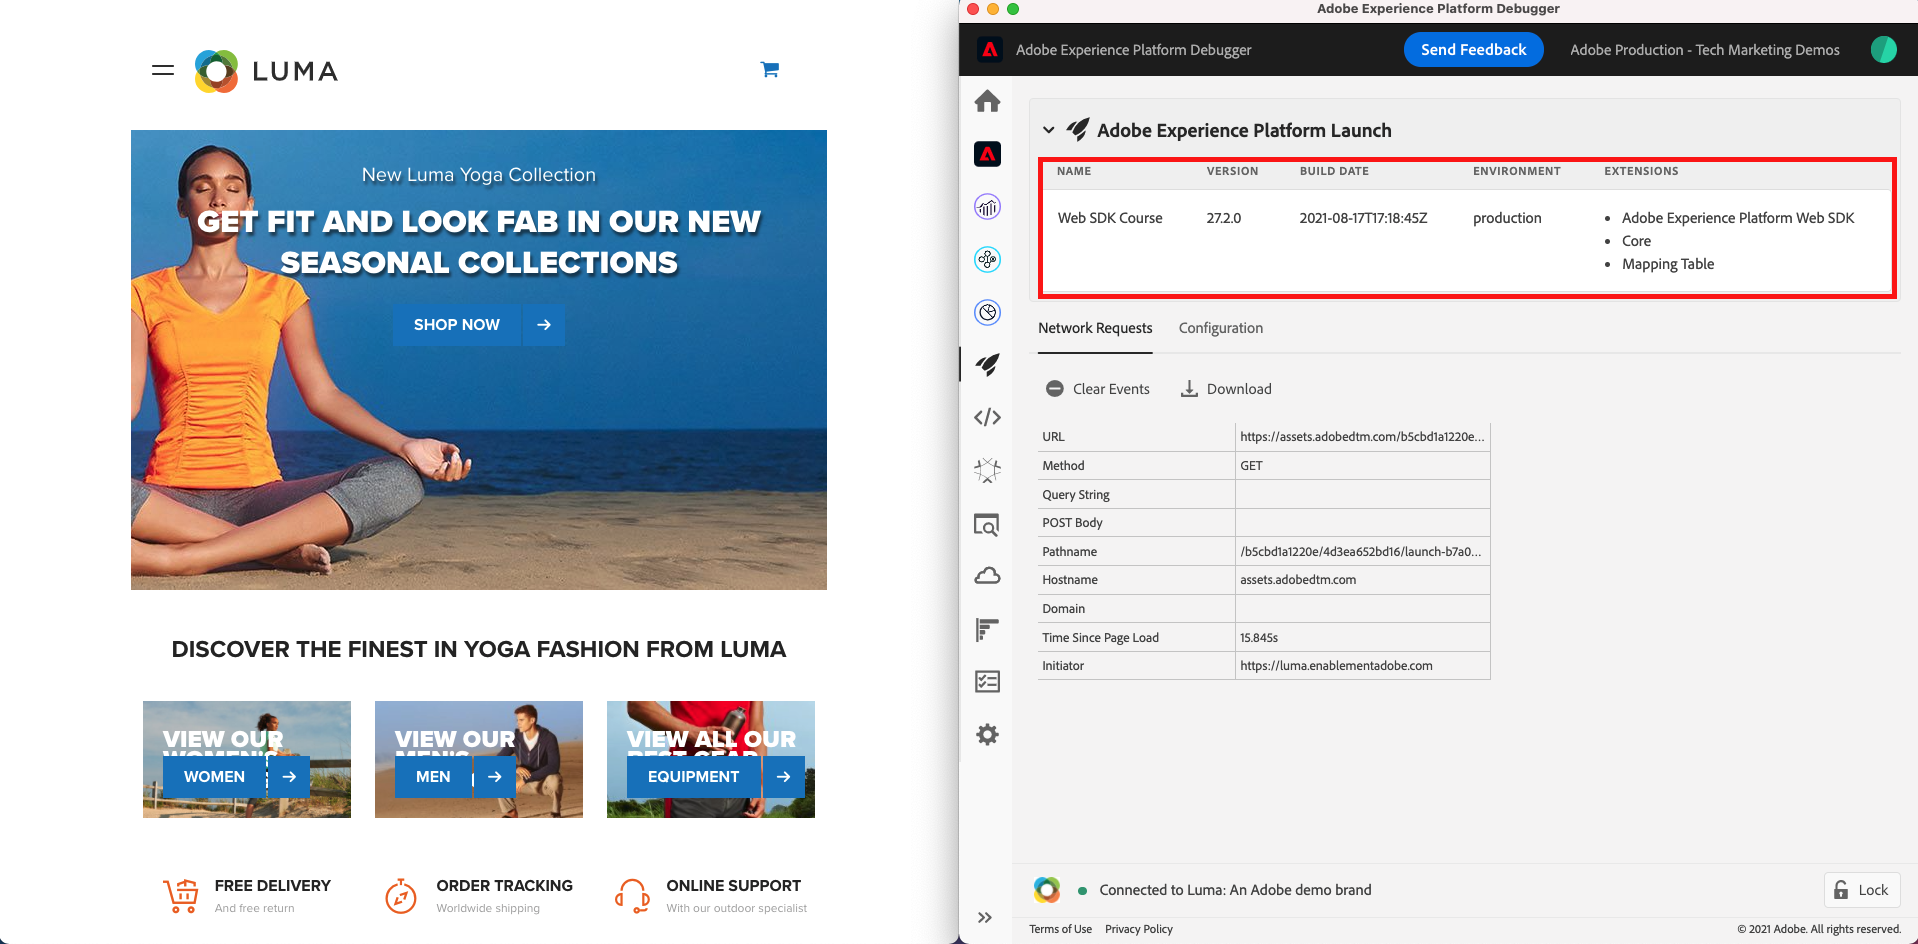 LUMA
New Luma Yoga Collection
GET FIT AND LOOK FAB IN OUR NEW
SEASONAL COLLECTIONS
SHOP NOW
DISCOVER THE FINEST IN YOGA FASHION FROM LUMA
VIEW OUR
WOMEN'S
WOMEN
VIEW OUR
MEN'S
MEN
VIEW ALL OUR
BEST GEAR
EQUIPMENT
FREE DELIVERY
And free return
ORDER TRACKING
Worldwide shipping
ONLINE SUPPORT
With our outdoor specialist
Adobe Experience Platform Debugger
Adobe Experience Platform Debugger
Send Feedback
Adobe Production - Tech Marketing Demos
Adobe Experience Platform Launch
NAME VERSION BUILD DATE ENVIRONMENT EXTENSIONS
Web SDK Course 27.2.0 2021-08-17T17:18:45Z production • Adobe Experience Platform Web SDK
• Core
• Mapping Table
Network Requests Configuration
Clear Events Download
URL https://assets.adobedtm.com/b5cbd1a1220e...
Method GET
Query String
POST Body
Pathname /b5cbd1a1220e/4d3ea652bd16/launch-b7a0...
Hostname assets.adobedtm.com
Domain
Time Since Page Load 15.845s
Initiator https://luma.enablementadobe.com
Connected to Luma: An Adobe demo brand
Lock
Terms of Use Privacy Policy © 2021 Adobe. All rights reserved.